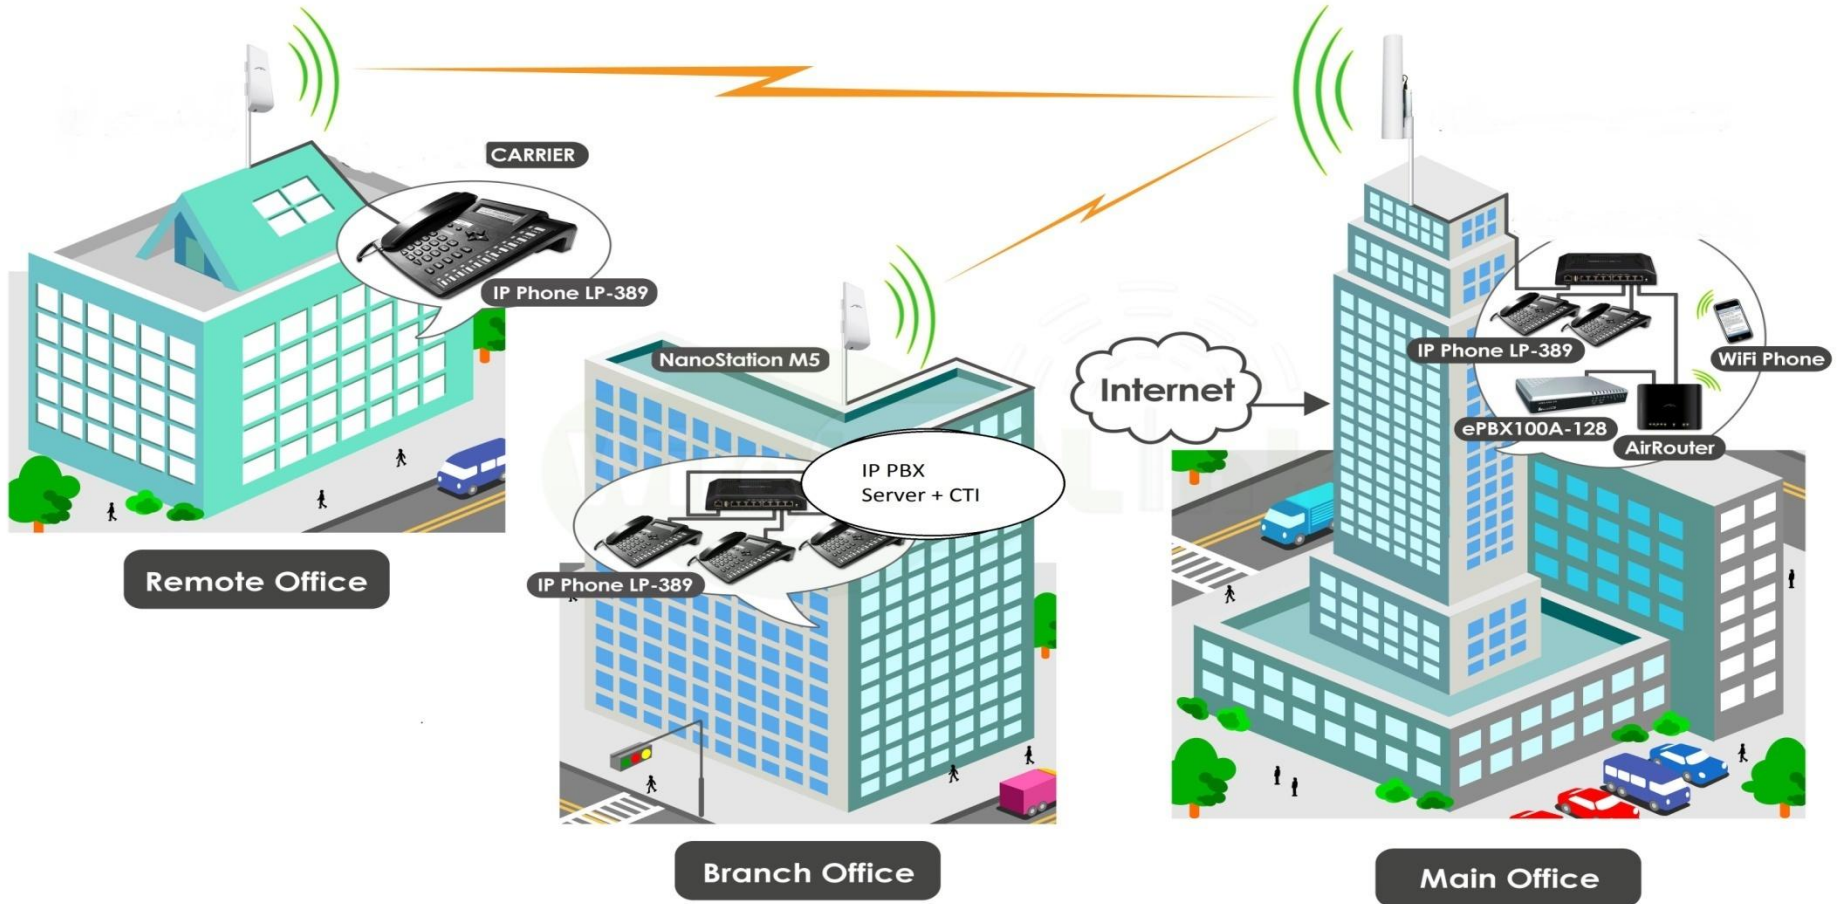 CARRIER
IP Phone LP-389
Remote Office
NanoStation M5
IP PBX
Server + CTI
IP Phone LP-389
Branch Office
Internet
IP Phone LP-389
WiFi Phone
ePBX100A-128
AirRouter
Main Office